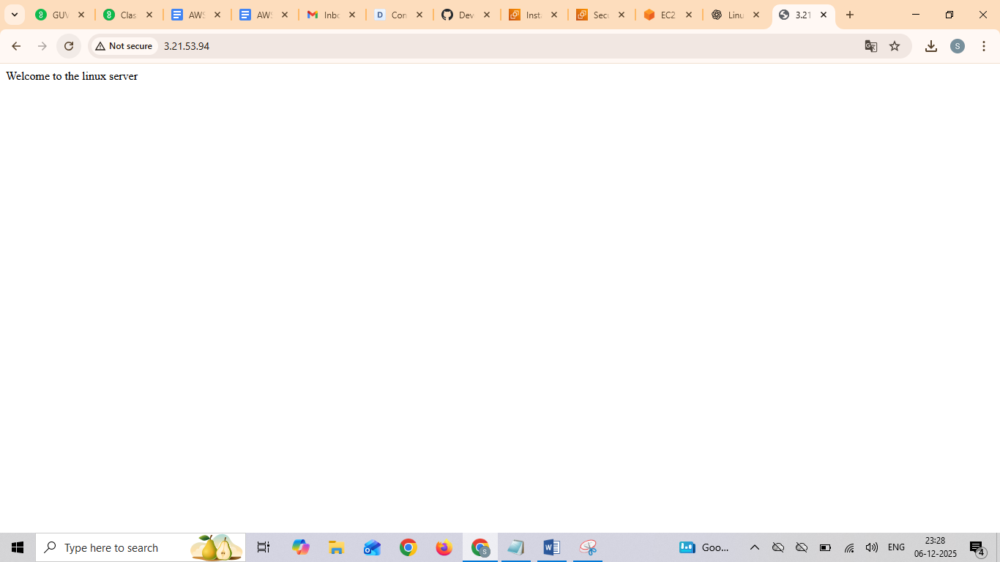 GUV
Clas
AWS
AWS
Inbo
Con
Dev
Insta
Secu
EC2
Linu
3.21
Not secure
3.21.53.94
Welcome to the linux server
Type here to search
Goo...
ENG
23:28
06-12-2025
4
S
S
D